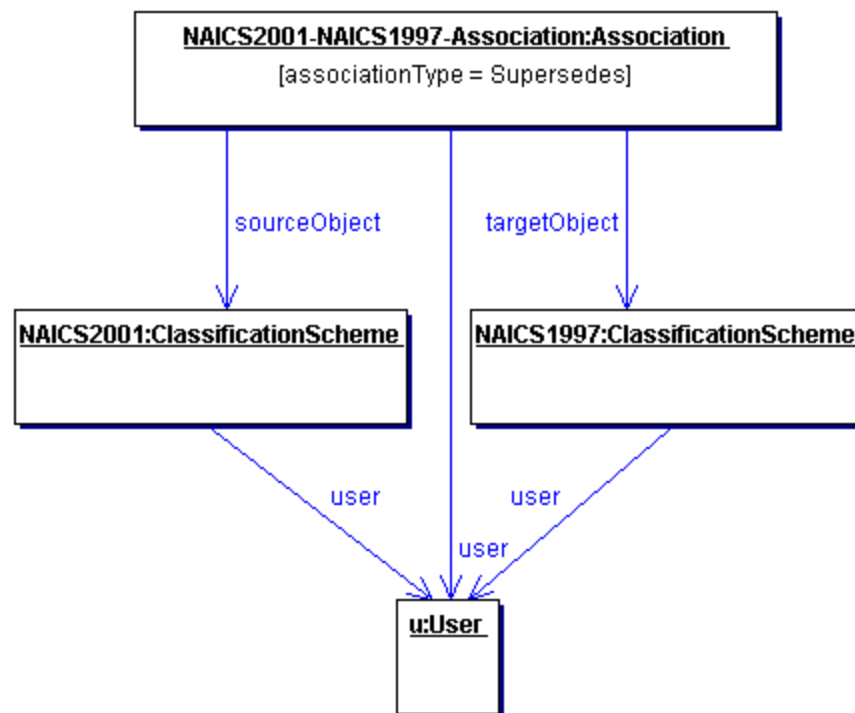 NAICS2001-NAICS1997-Association:Association
[associationType = Supersedes]
sourceObject
targetObject
NAICS2001:ClassificationScheme
NAICS1997:ClassificationScheme
user
user
user
u:User